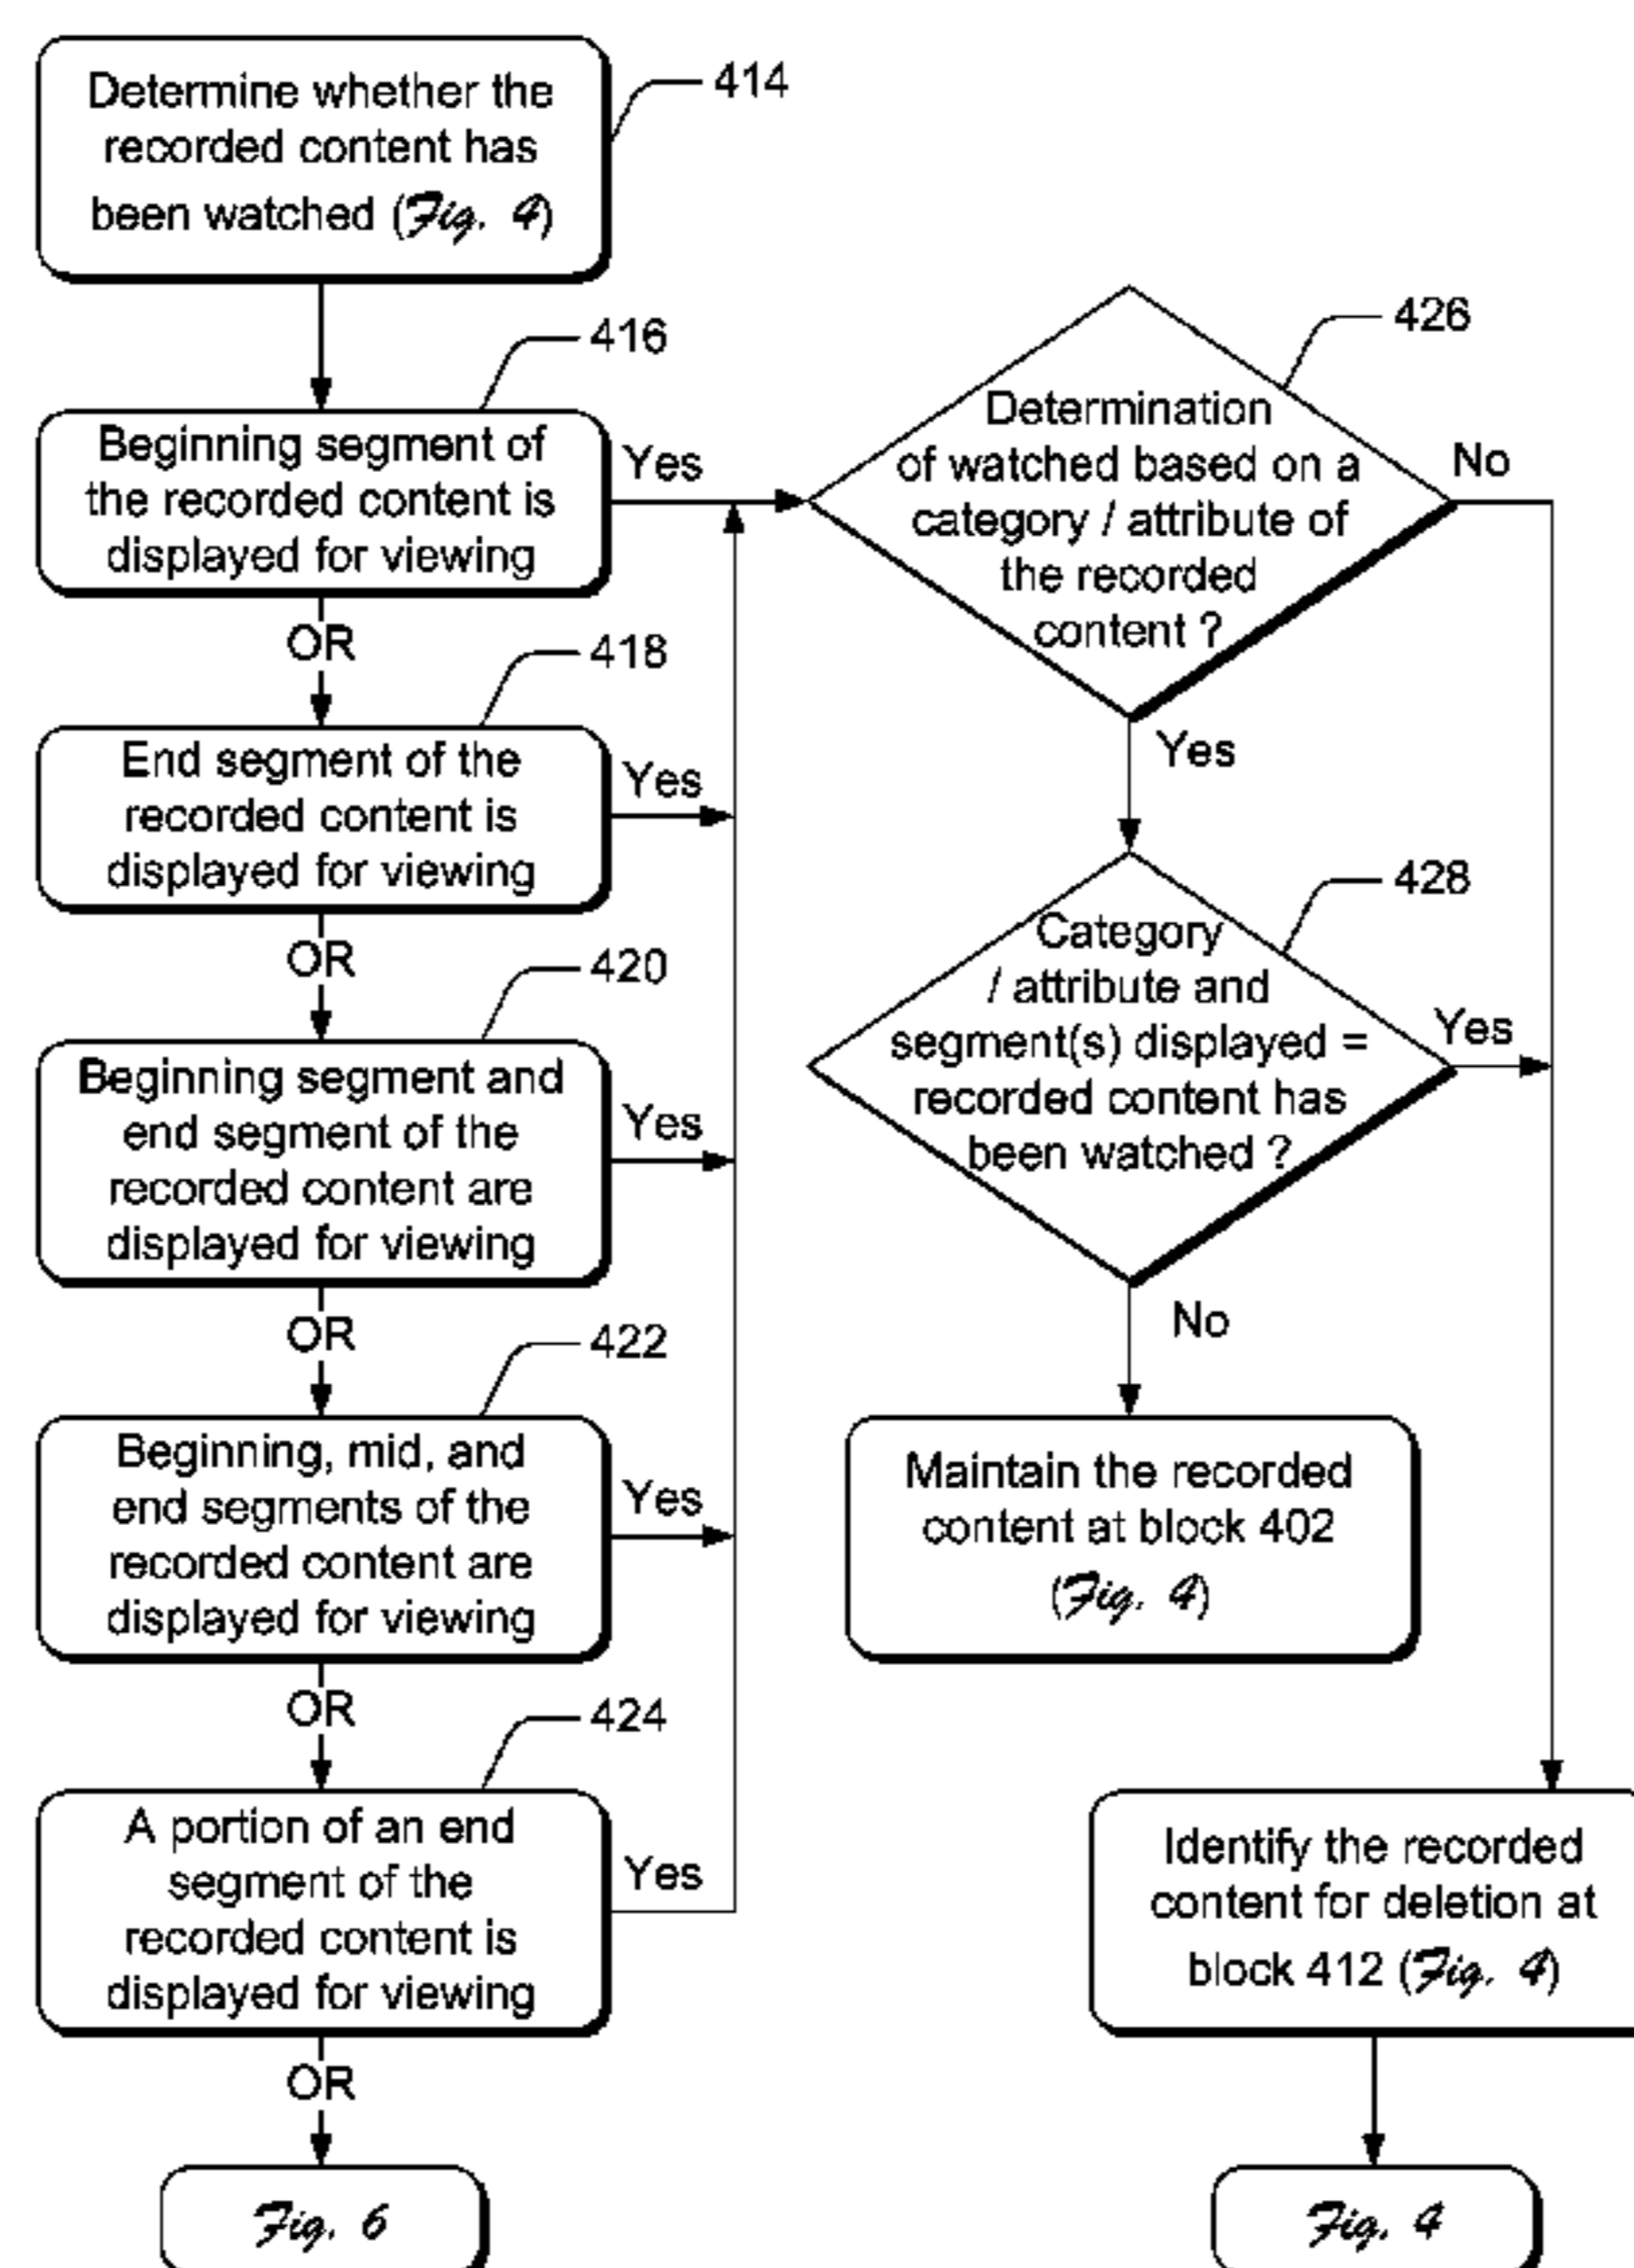 Determine whether the
recorded content has
been watched (Fig. 4)
414
416
Beginning segment of
the recorded content is
displayed for viewing
Yes
OR
418
End segment of the
recorded content is
displayed for viewing
Yes
OR
420
Beginning segment and
end segment of the
recorded content are
displayed for viewing
Yes
OR
422
Beginning, mid, and
end segments of the
recorded content are
displayed for viewing
Yes
OR
424
A portion of an end
segment of the
recorded content is
displayed for viewing
Yes
OR
Fig. 6
426
Determination
of watched based on a
category / attribute of
the recorded
content ?
No
Yes
428
Category
/ attribute and
segment(s) displayed =
recorded content has
been watched ?
Yes
No
Maintain the recorded
content at block 402
(Fig. 4)
Identify the recorded
content for deletion at
block 412 (Fig. 4)
Fig. 4